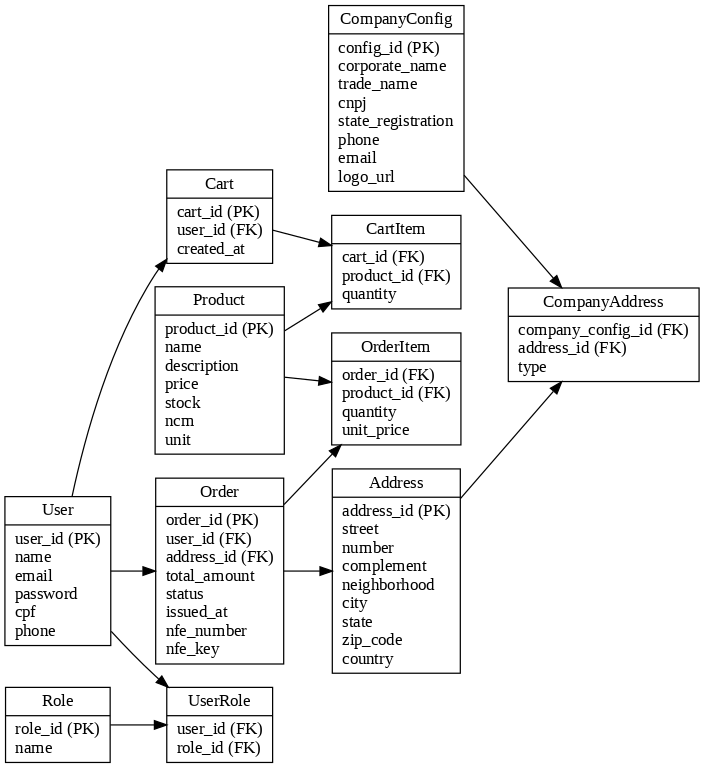 CompanyConfig
config_id (PK)
corporate_name
trade_name
cnpj
state_registration
phone
email
logo_url
Cart
cart_id (PK)
user_id (FK)
created_at
CartItem
cart_id (FK)
product_id (FK)
quantity
Product
product_id (PK)
name
description
price
stock
ncm
unit
CompanyAddress
company_config_id (FK)
address_id (FK)
type
OrderItem
order_id (FK)
product_id (FK)
quantity
unit_price
User
user_id (PK)
name
email
password
cpf
phone
Order
order_id (PK)
user_id (FK)
address_id (FK)
total_amount
status
issued_at
nfe_number
nfe_key
Address
address_id (PK)
street
number
complement
neighborhood
city
state
zip_code
country
Role
role_id (PK)
name
UserRole
user_id (FK)
role_id (FK)